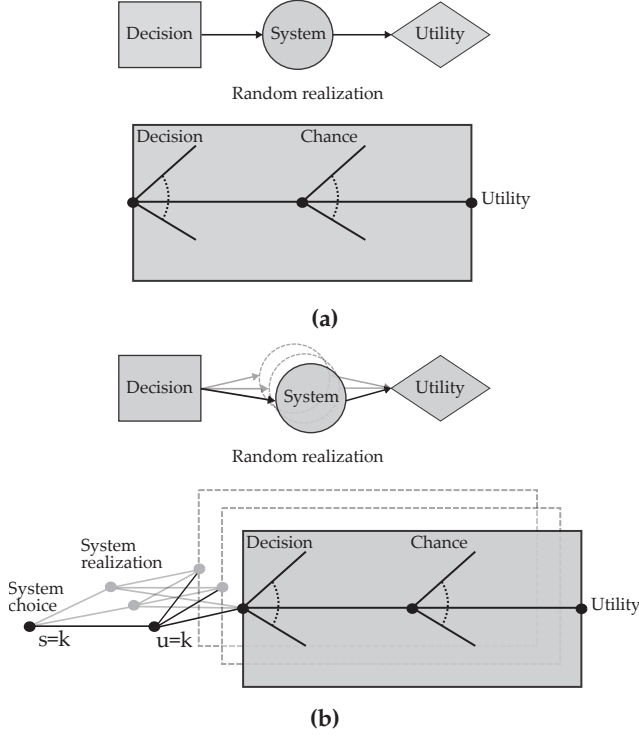 Decision System Utility
Random realization
Decision Chance
Utility
(a)
Decision System Utility
Random realization
Decision Chance
System
realization
System
choice
Utility
s=k u=k
(b)